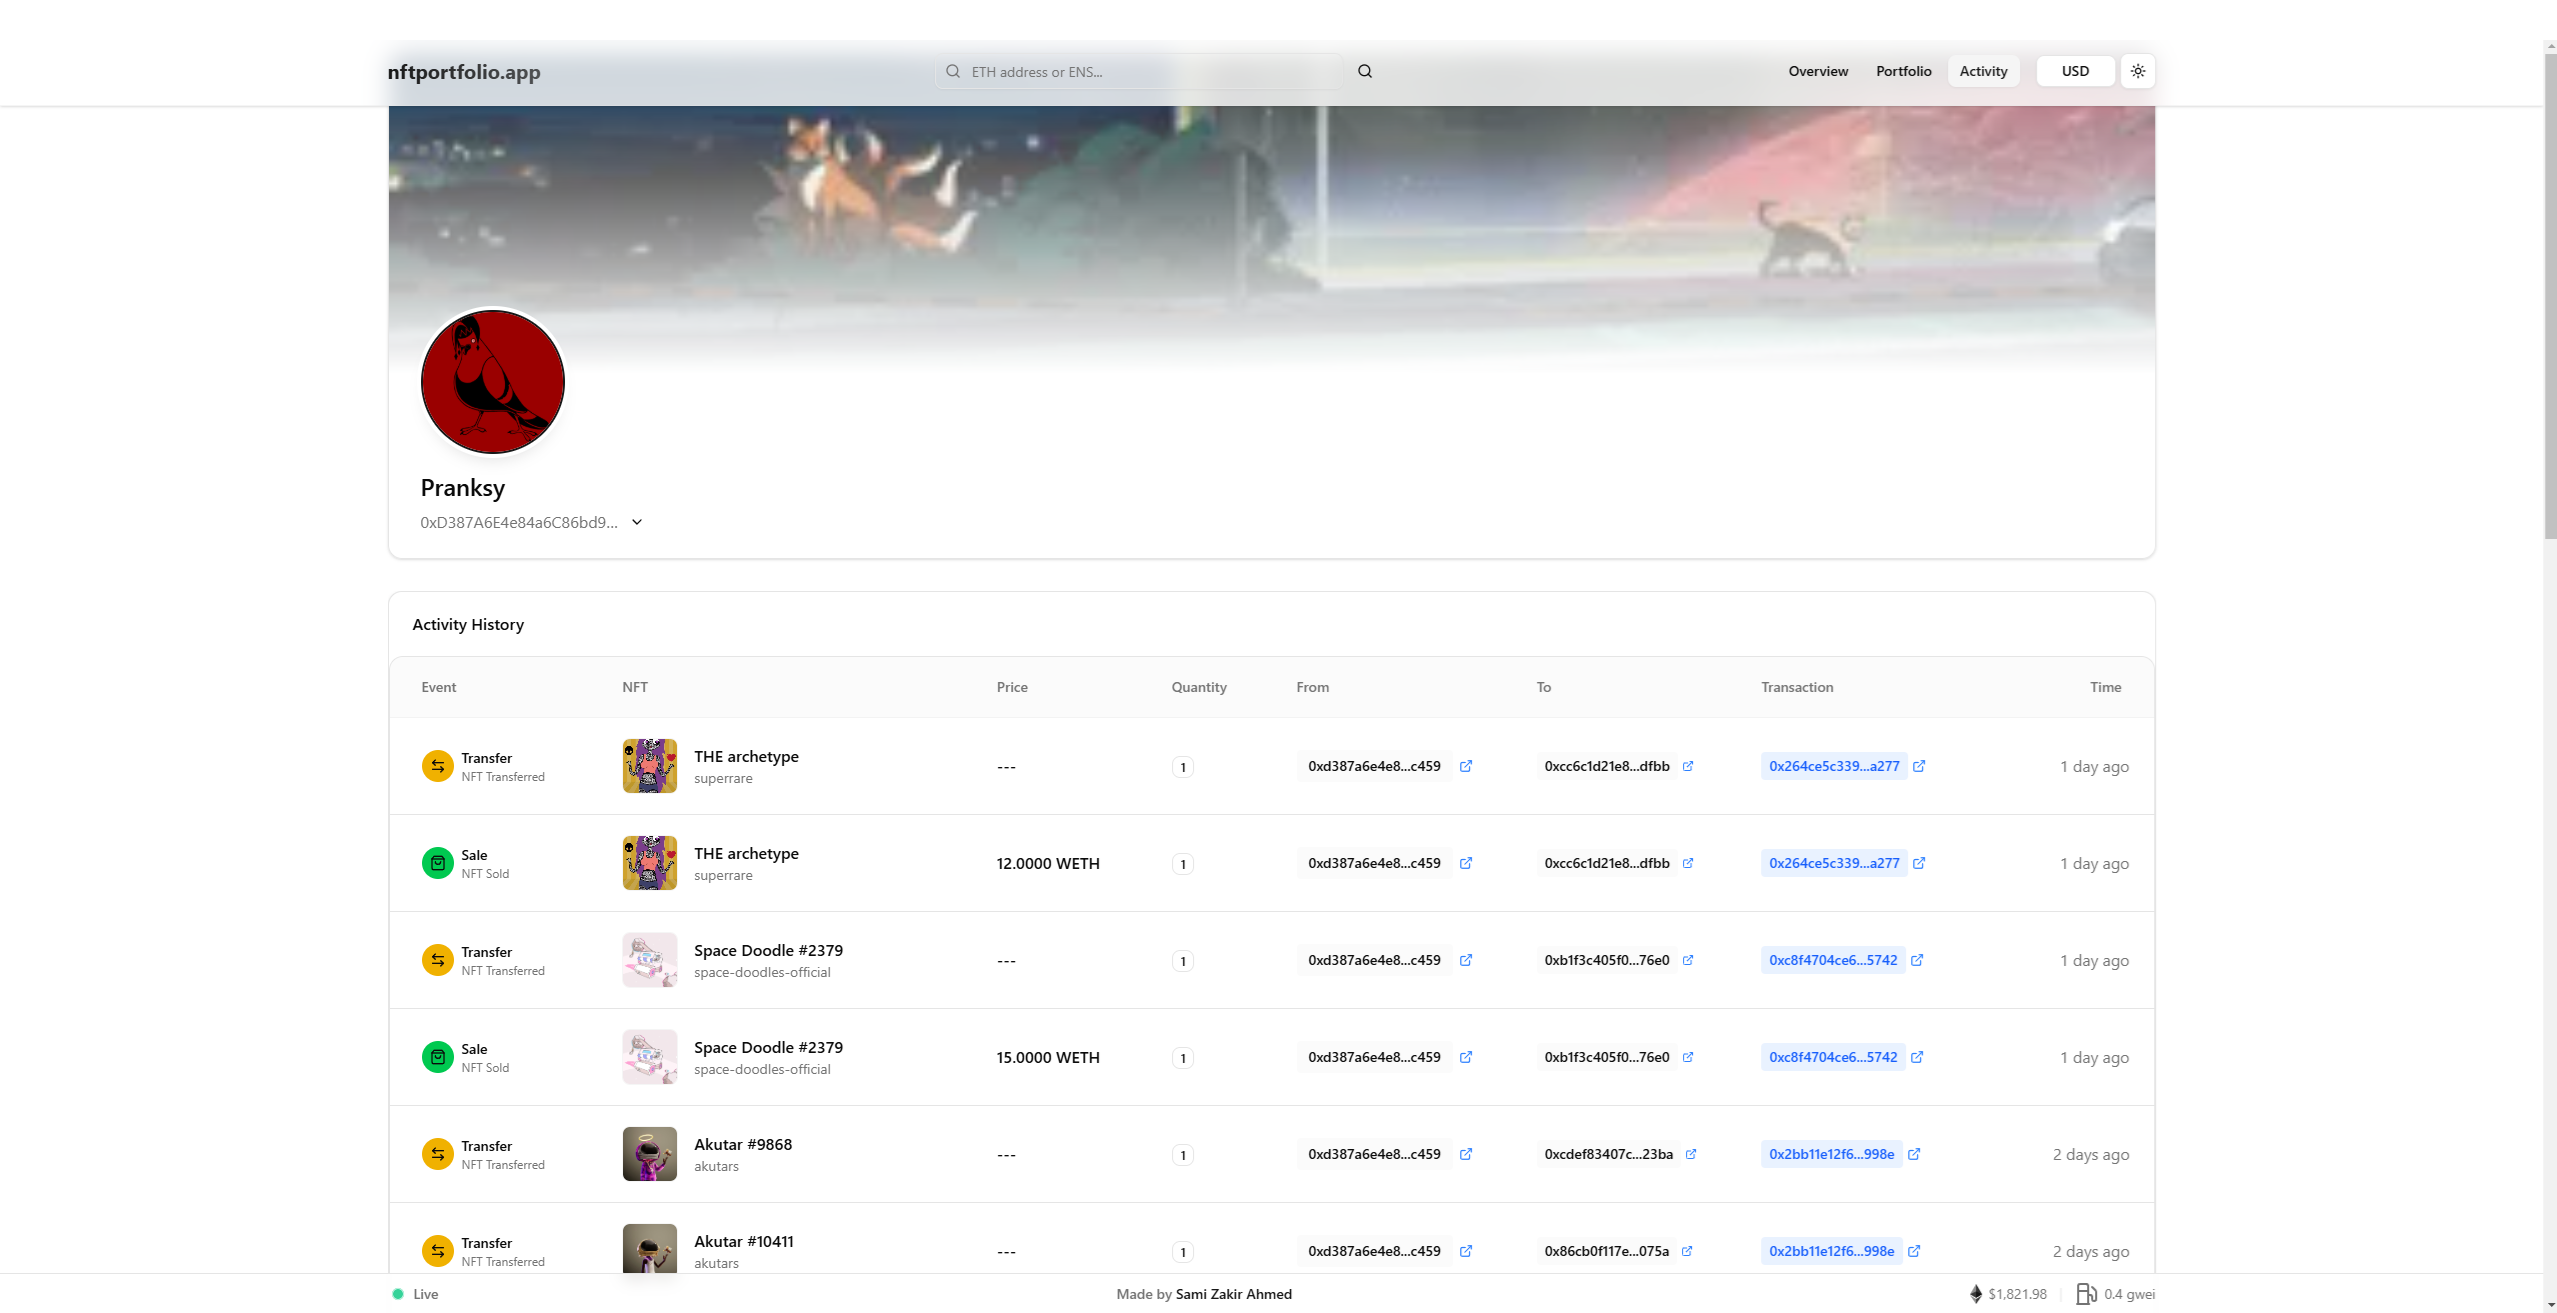 nftportfolio.app
ETH address or ENS...
Overview Portfolio Activity USD
Pranksy
0xD387A6E4e84a6C86bd9...
Activity History
Event NFT Price Quantity From To Transaction Time
Transfer THE archetype --- 1 0xd387a6e4e8...c459 0xcc6c1d21e8...dfbb 0x264ce5c339...a277 1 day ago
NFT Transferred superrare
Sale THE archetype 12.0000 WETH 1 0xd387a6e4e8...c459 0xcc6c1d21e8...dfbb 0x264ce5c339...a277 1 day ago
NFT Sold superrare
Transfer Space Doodle #2379 --- 1 0xd387a6e4e8...c459 0xb1f3c405f0...76e0 0xc8f4704ce6...5742 1 day ago
NFT Transferred space-doodles-official
Sale Space Doodle #2379 15.0000 WETH 1 0xd387a6e4e8...c459 0xb1f3c405f0...76e0 0xc8f4704ce6...5742 1 day ago
NFT Sold space-doodles-official
Transfer Akutar #9868 --- 1 0xd387a6e4e8...c459 0xcdef83407c...23ba 0x2bb11e12f6...998e 2 days ago
NFT Transferred akutars
Transfer Akutar #10411 --- 1 0xd387a6e4e8...c459 0x86cb0f117e...075a 0x2bb11e12f6...998e 2 days ago
NFT Transferred akutars
Live Made by Sami Zakir Ahmed $1,821.98 0.4 gwei